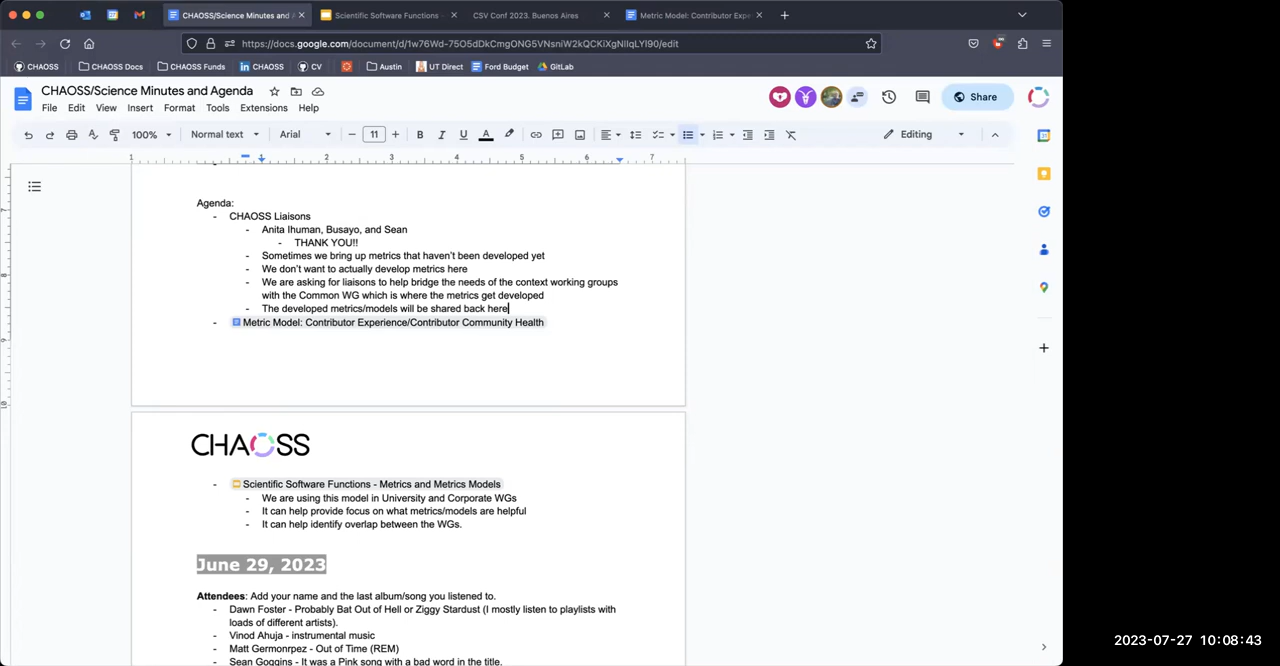 CHAOSS/Science Minutes and A
Scientific Software Functions -
CSV Conf 2023. Buenos Aires
Metric Model: Contributor Expe
https://docs.google.com/document/d/1w76Wd-75O5dDkCmgONG5VNsniW2kQCKiXgNIlqLYI90/edit
CHAOSS
CHAOSS Docs
CHAOSS Funds
CHAOSS
CV
Austin
UT Direct
Ford Budget
GitLab
CHAOSS/Science Minutes and Agenda
File Edit View Insert Format Tools Extensions Help
Share
100% Normal text Arial 11 Editing
1 2 3 4 5 6 7
Agenda:
- CHAOSS Liaisons
- Anita Ihuman, Busayo, and Sean
- THANK YOU!!
- Sometimes we bring up metrics that haven't been developed yet
- We don't want to actually develop metrics here
- We are asking for liaisons to help bridge the needs of the context working groups
with the Common WG which is where the metrics get developed
- The developed metrics/models will be shared back here
- Metric Model: Contributor Experience/Contributor Community Health
CHAOSS
- Scientific Software Functions - Metrics and Metrics Models
- We are using this model in University and Corporate WGs
- It can help provide focus on what metrics/models are helpful
- It can help identify overlap between the WGs.
June 29, 2023
Attendees: Add your name and the last album/song you listened to.
- Dawn Foster - Probably Bat Out of Hell or Ziggy Stardust (I mostly listen to playlists with
loads of different artists).
- Vinod Ahuja - instrumental music
- Matt Germonrpez - Out of Time (REM)
- Sean Goggins - It was a Pink song with a bad word in the title.
2023-07-27 10:08:43